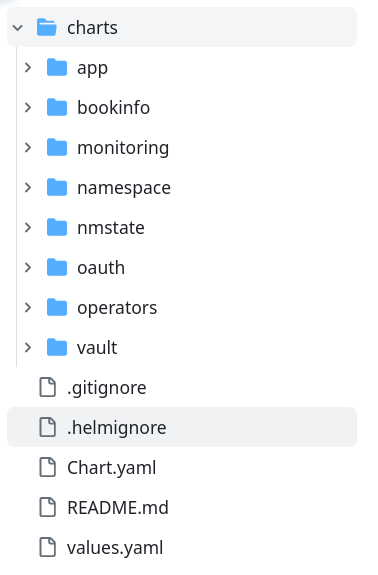 charts
app
bookinfo
monitoring
namespace
nmstate
oauth
operators
vault
.gitignore
.helmignore
Chart.yaml
README.md
values.yaml